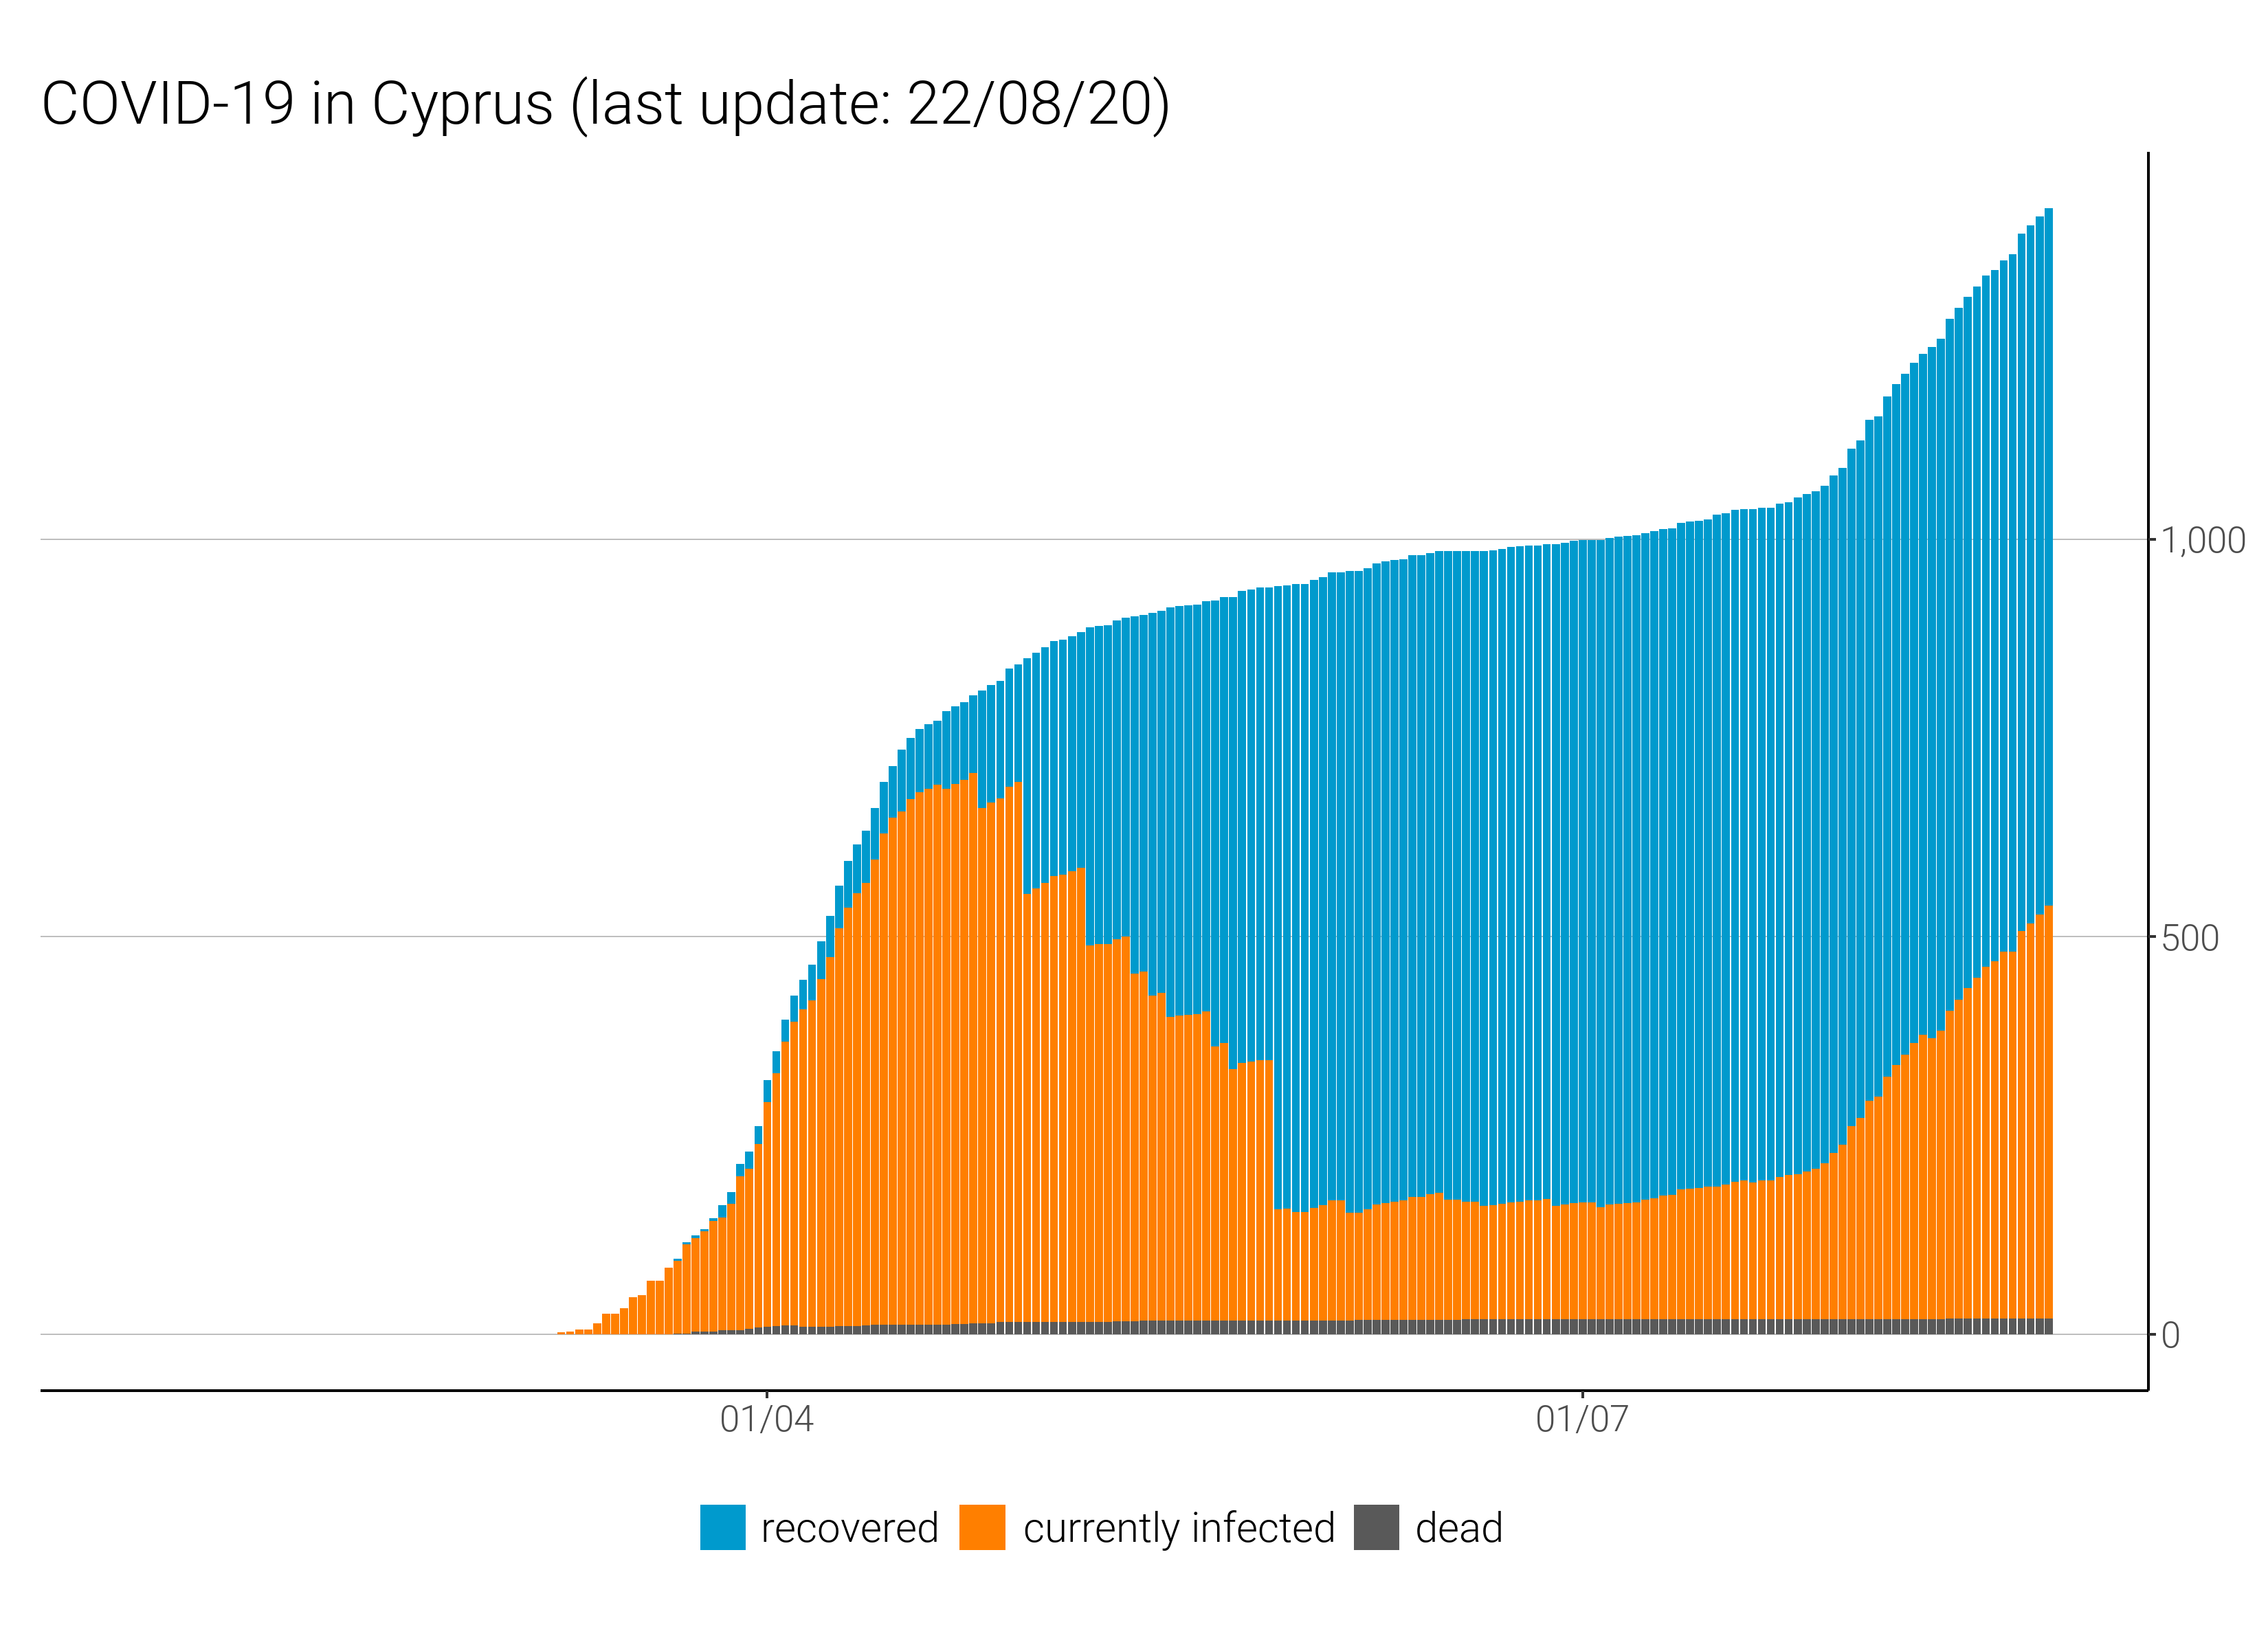 COVID-19 in Cyprus (last update: 22/08/20)
1,000
500
0
01/04 01/07
recovered currently infected dead